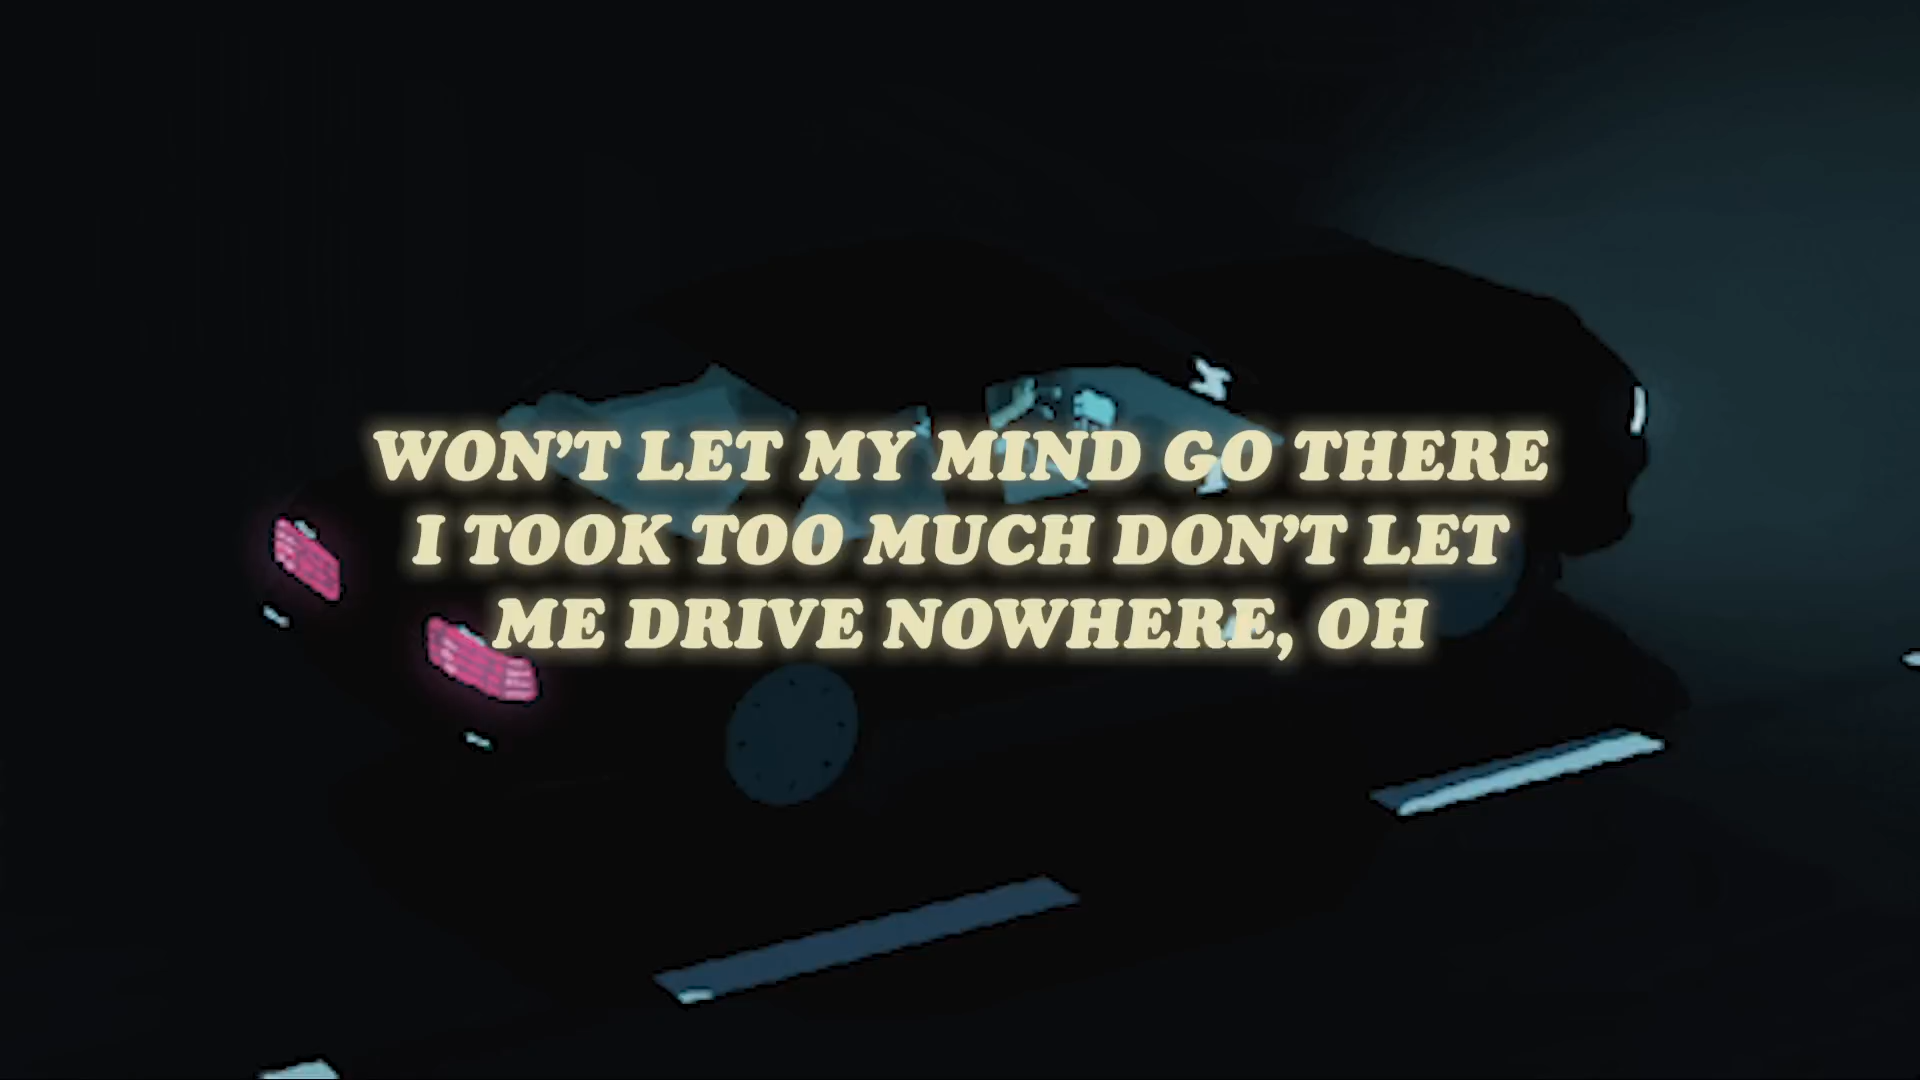 WON’T LET MY MIND GO THERE
I TOOK TOO MUCH DON’T LET
ME DRIVE NOWHERE, OH